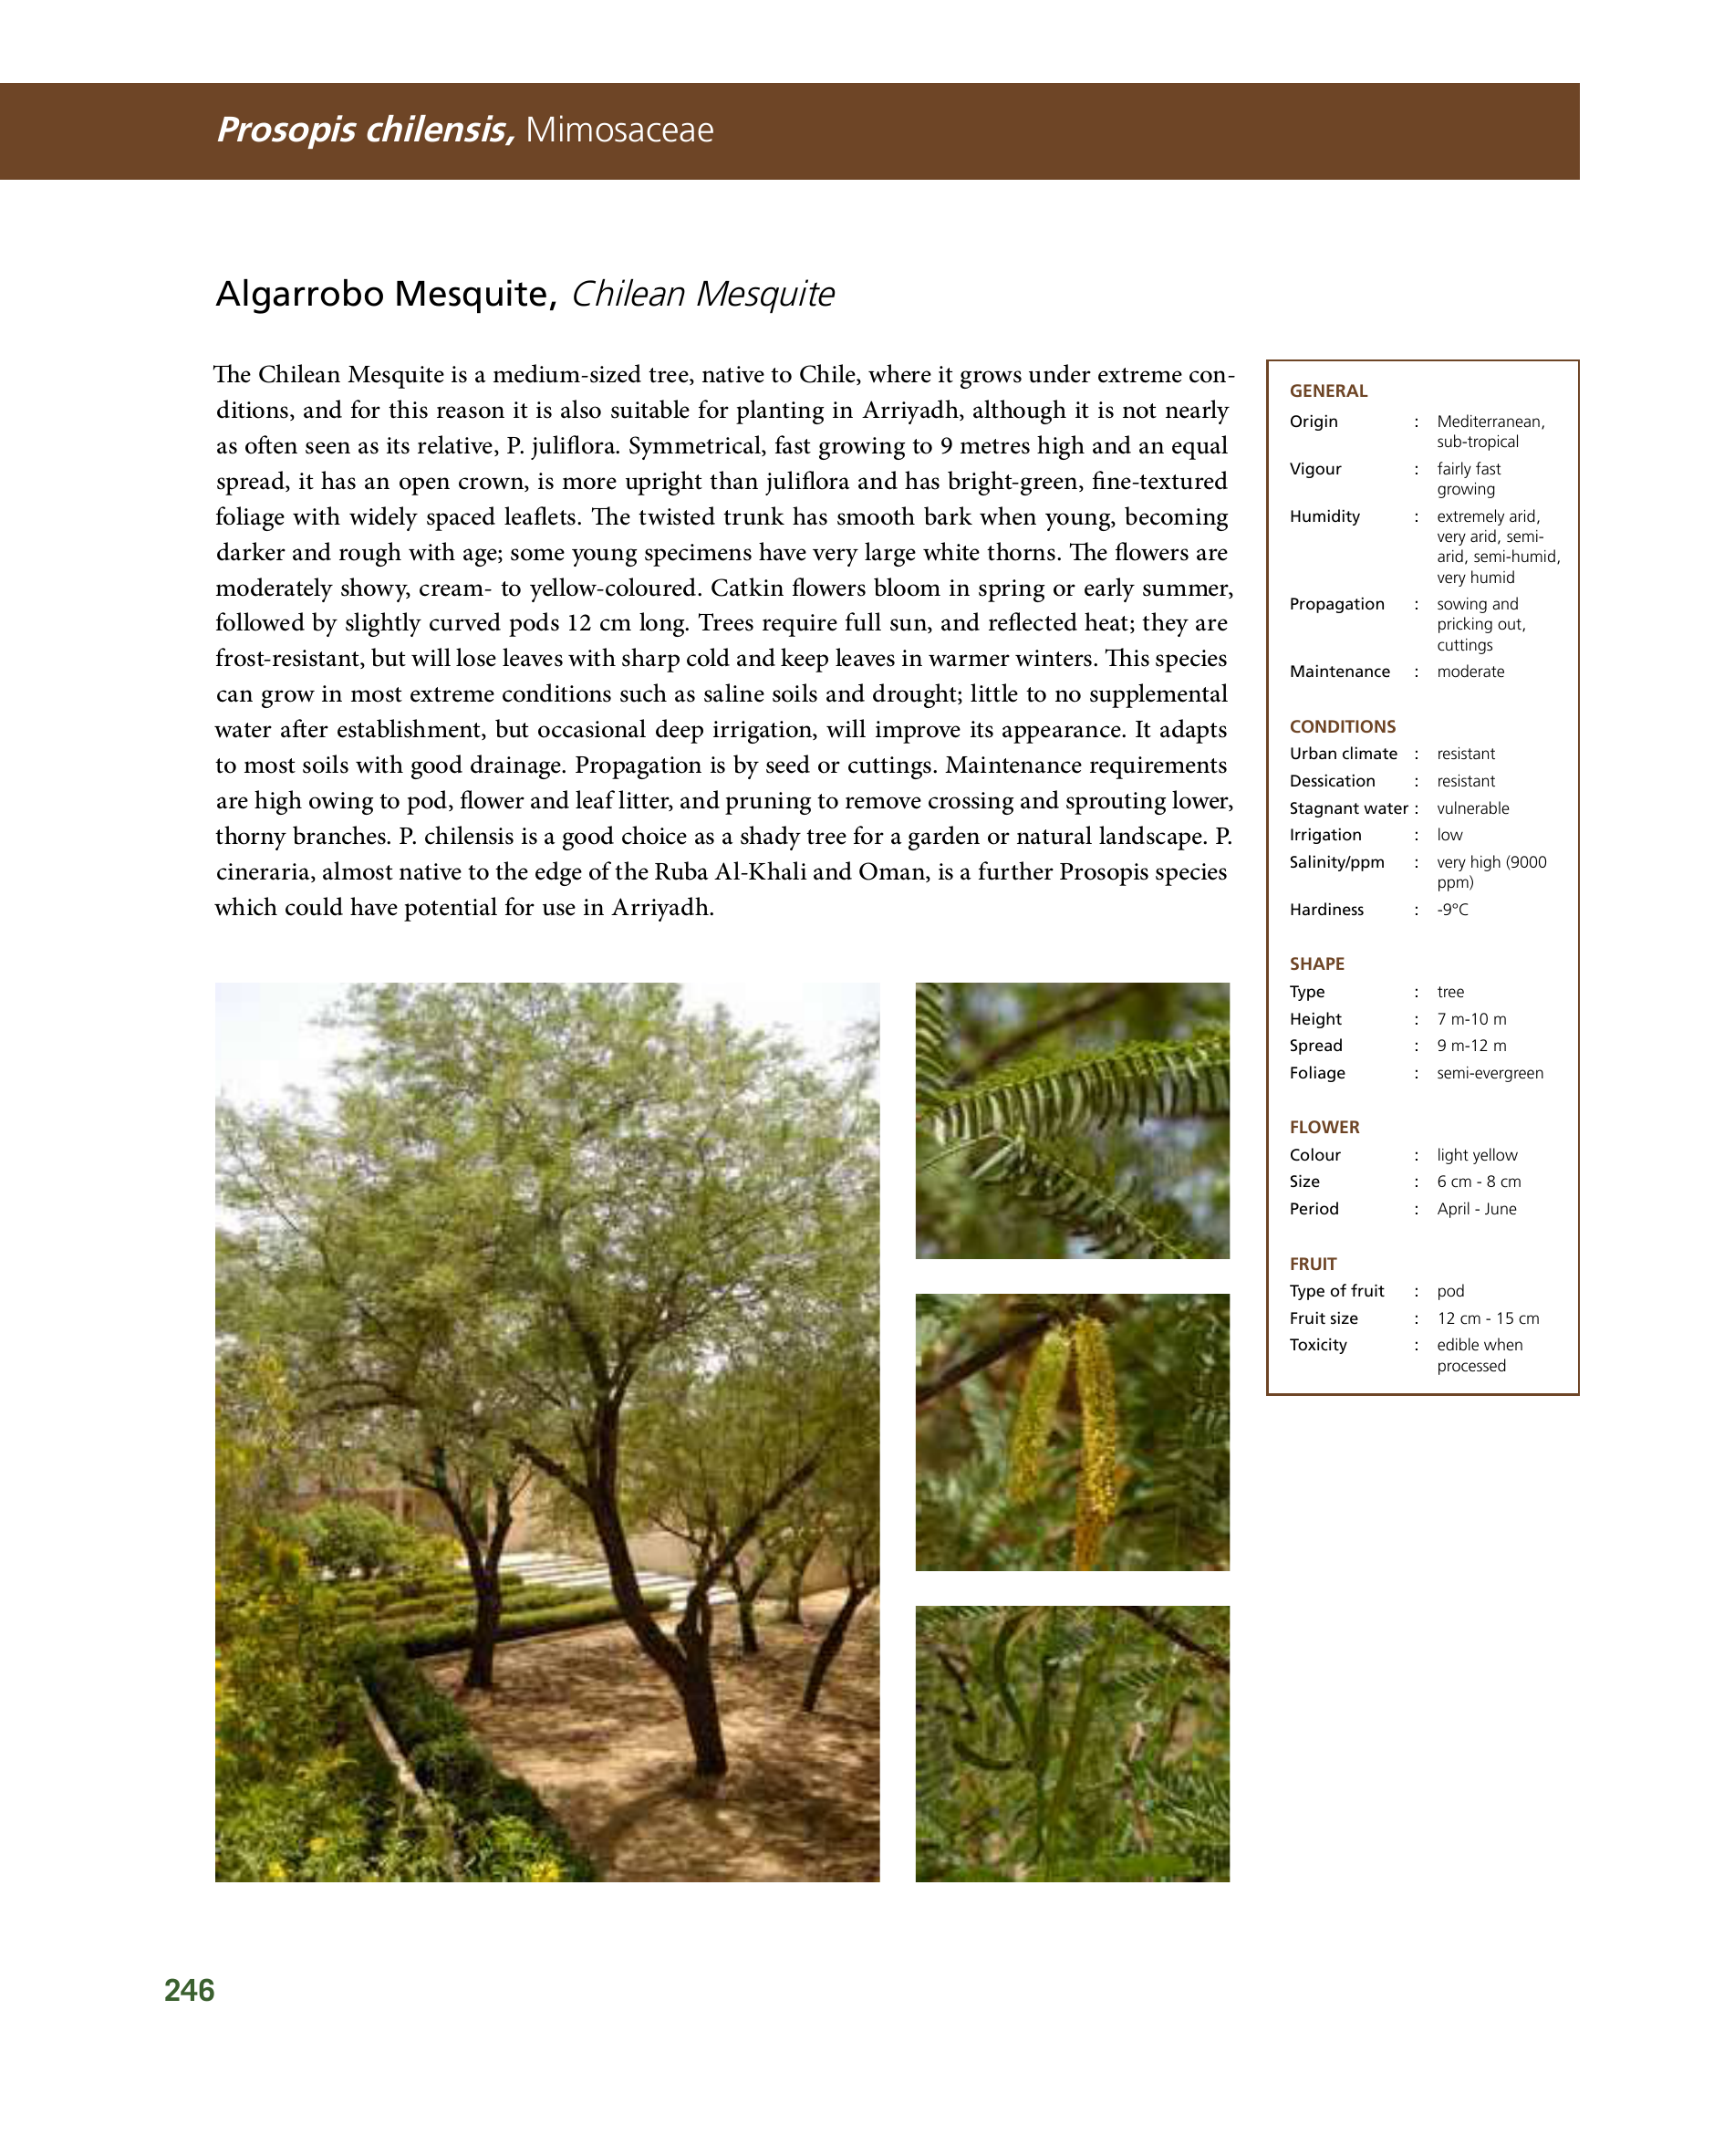 Prosopis chilensis, Mimosaceae
Algarrobo Mesquite, Chilean Mesquite
The Chilean Mesquite is a medium-sized tree, native to Chile, where it grows under extreme con-
ditions, and for this reason it is also suitable for planting in Arriyadh, although it is not nearly
as often seen as its relative, P. juliflora. Symmetrical, fast growing to 9 metres high and an equal
spread, it has an open crown, is more upright than juliflora and has bright-green, fine-textured
foliage with widely spaced leaflets. The twisted trunk has smooth bark when young, becoming
darker and rough with age; some young specimens have very large white thorns. The flowers are
moderately showy, cream- to yellow-coloured. Catkin flowers bloom in spring or early summer,
followed by slightly curved pods 12 cm long. Trees require full sun, and reflected heat; they are
frost-resistant, but will lose leaves with sharp cold and keep leaves in warmer winters. This species
can grow in most extreme conditions such as saline soils and drought; little to no supplemental
water after establishment, but occasional deep irrigation, will improve its appearance. It adapts
to most soils with good drainage. Propagation is by seed or cuttings. Maintenance requirements
are high owing to pod, flower and leaf litter, and pruning to remove crossing and sprouting lower,
thorny branches. P. chilensis is a good choice as a shady tree for a garden or natural landscape. P.
cineraria, almost native to the edge of the Ruba Al-Khali and Oman, is a further Prosopis species
which could have potential for use in Arriyadh.
GENERAL
Origin : Mediterranean,
sub-tropical
Vigour : fairly fast
growing
Humidity : extremely arid,
very arid, semi-
arid, semi-humid,
very humid
Propagation : sowing and
pricking out,
cuttings
Maintenance : moderate
CONDITIONS
Urban climate : resistant
Dessication : resistant
Stagnant water : vulnerable
Irrigation : low
Salinity/ppm : very high (9000
ppm)
Hardiness : -9°C
SHAPE
Type : tree
Height : 7 m-10 m
Spread : 9 m-12 m
Foliage : semi-evergreen
FLOWER
Colour : light yellow
Size : 6 cm - 8 cm
Period : April - June
FRUIT
Type of fruit : pod
Fruit size : 12 cm - 15 cm
Toxicity : edible when
processed
246